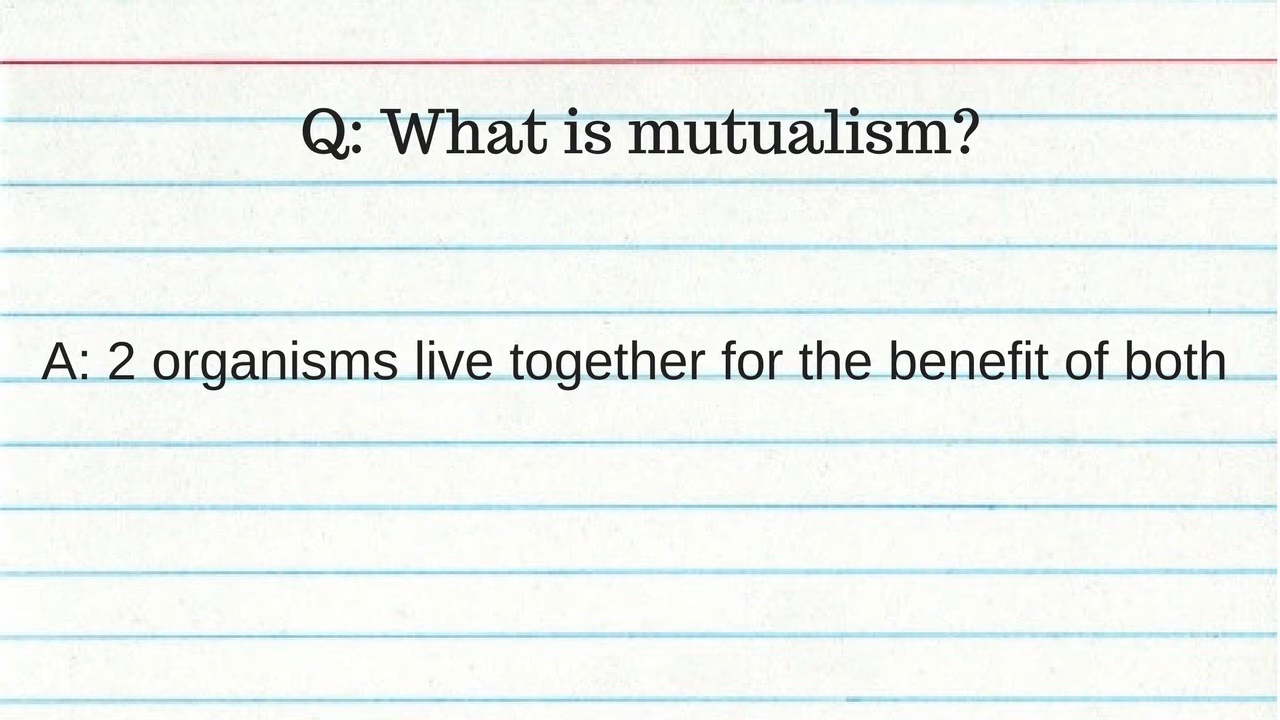 Q: What is mutualism?
A: 2 organisms live together for the benefit of both